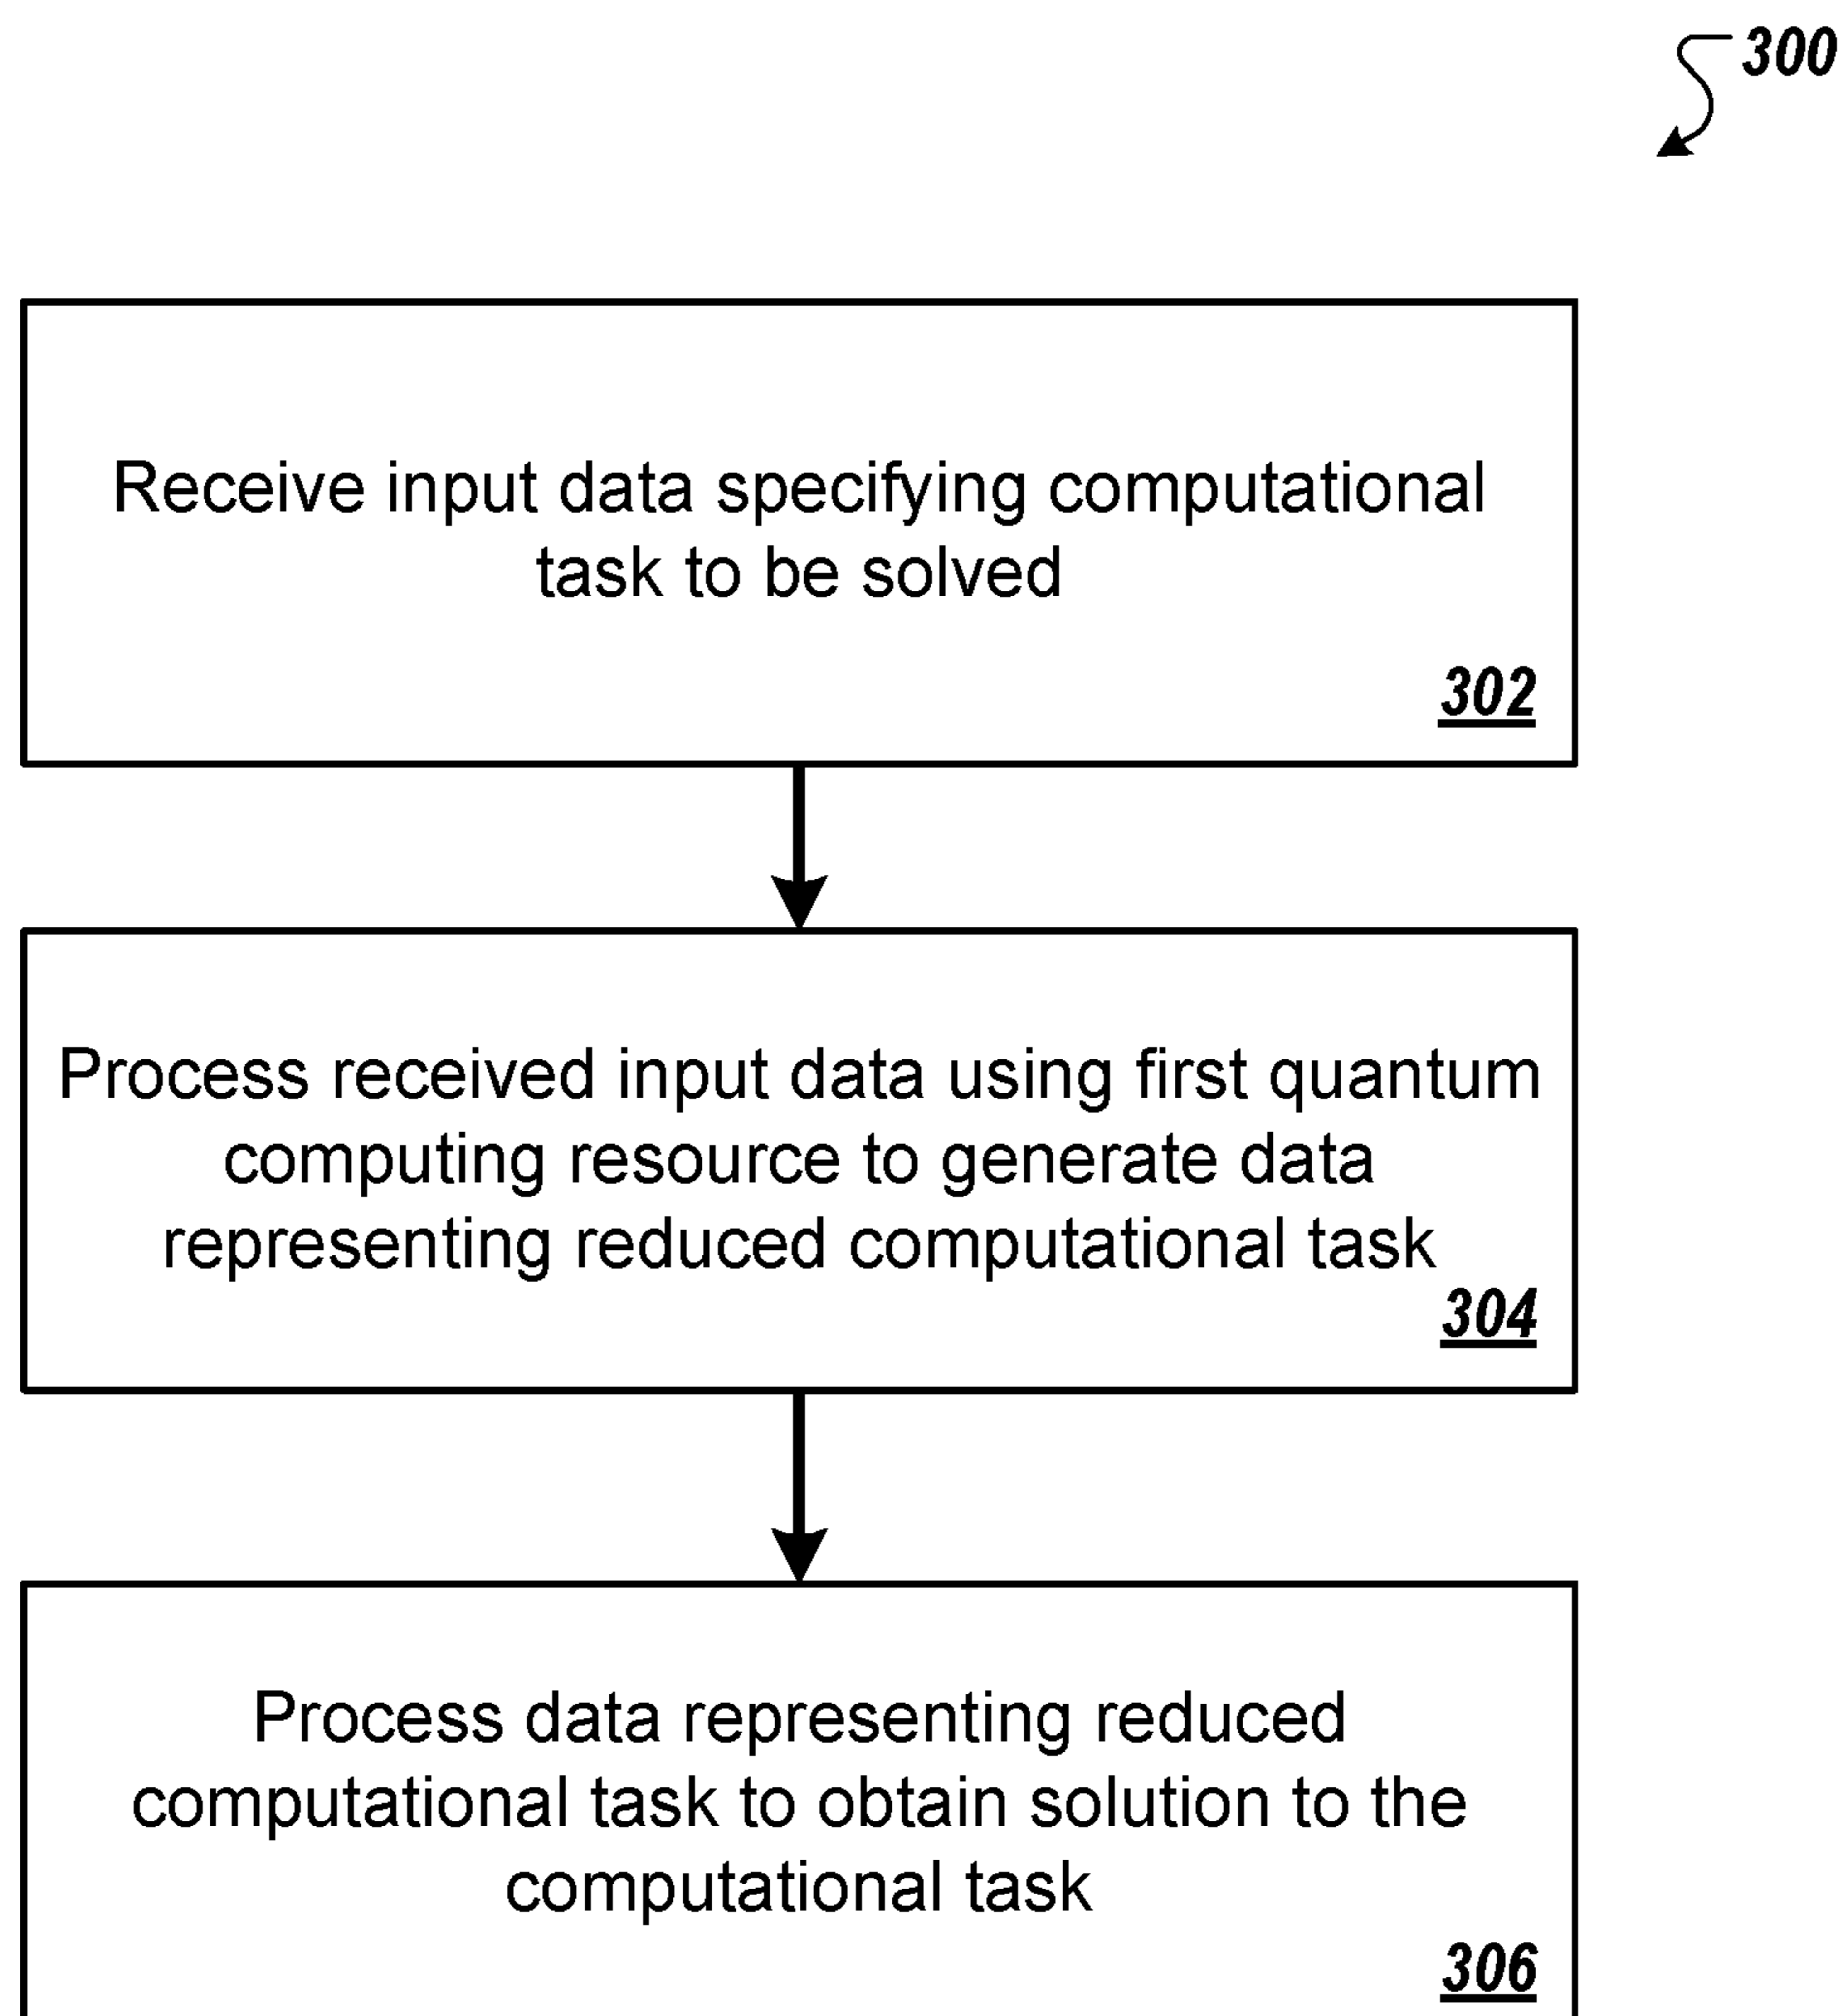 300
Receive input data specifying computational
task to be solved
302
Process received input data using first quantum
computing resource to generate data
representing reduced computational task
304
Process data representing reduced
computational task to obtain solution to the
computational task
306